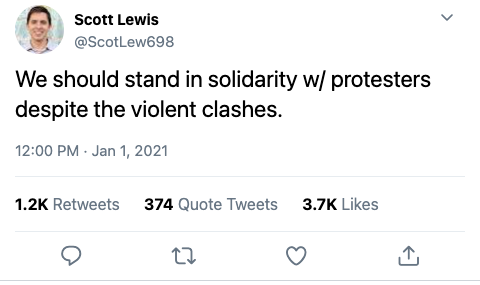 Scott Lewis
@ScotLew698
We should stand in solidarity w/ protesters
despite the violent clashes.
12:00 PM · Jan 1, 2021
1.2K Retweets 374 Quote Tweets 3.7K Likes